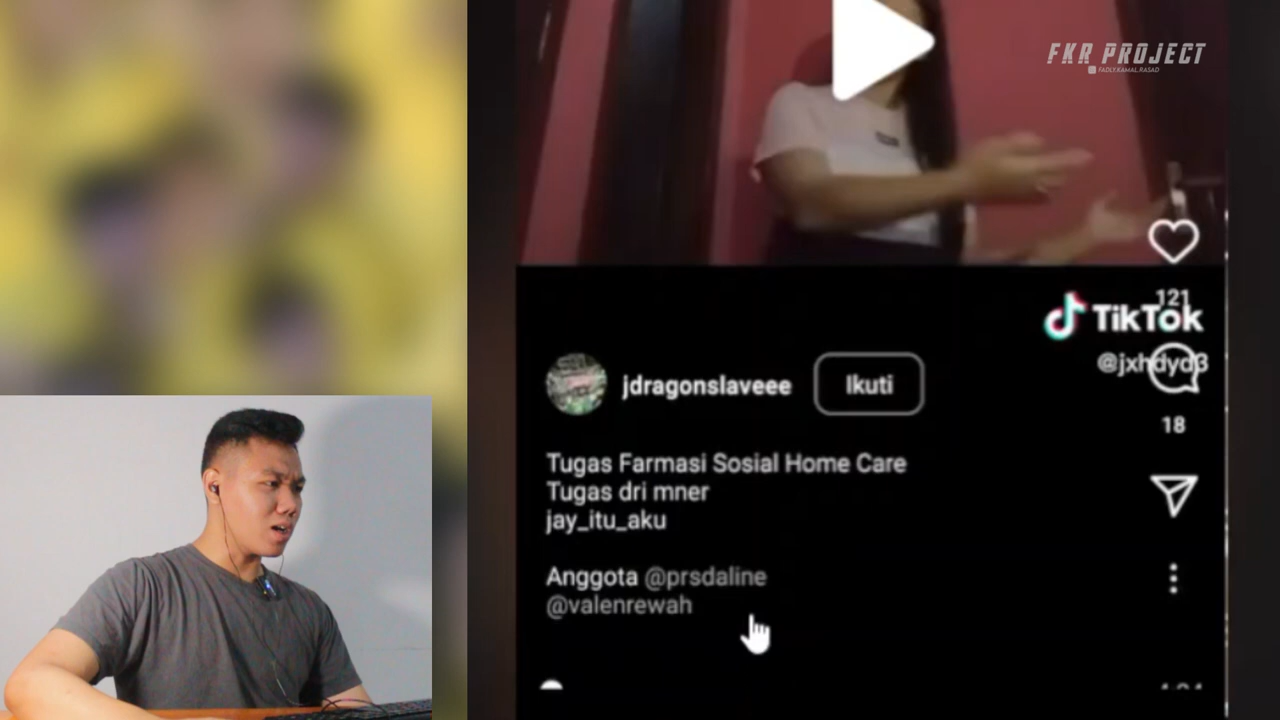 FKR PROJECT
FADLY.KAMAL.RASAD
121
TikTok
@jxhdyd3
jdragonslaveee
Ikuti
18
Tugas Farmasi Sosial Home Care
Tugas dri mner
jay_itu_aku
Anggota @prsdaline
@valenrewah